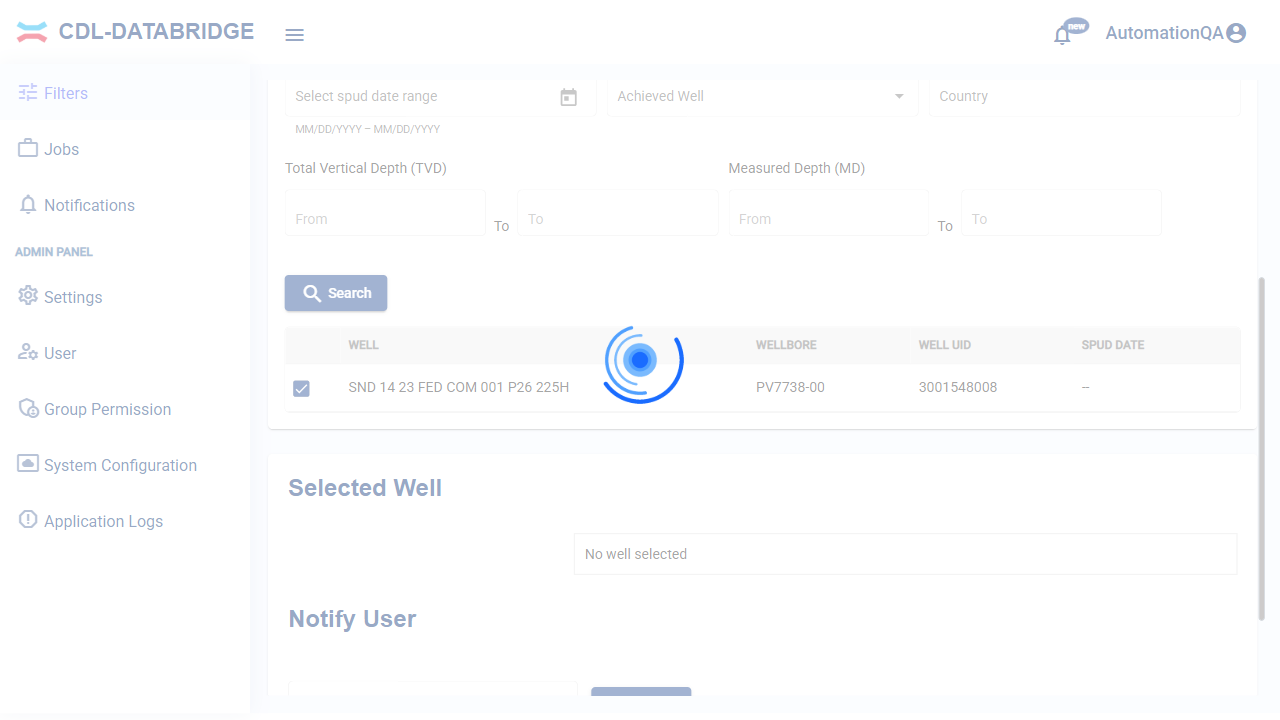 CDL-DATABRIDGE
new
AutomationQA
Filters
Jobs
Notifications
ADMIN PANEL
Settings
User
Group Permission
System Configuration
Application Logs
Select spud date range
Achieved Well
Country
MM/DD/YYYY – MM/DD/YYYY
Total Vertical Depth (TVD)
Measured Depth (MD)
From
To
To
From
To
To
Search
WELL
WELLBORE
WELL UID
SPUD DATE
SND 14 23 FED COM 001 P26 225H
PV7738-00
3001548008
--
Selected Well
No well selected
Notify User